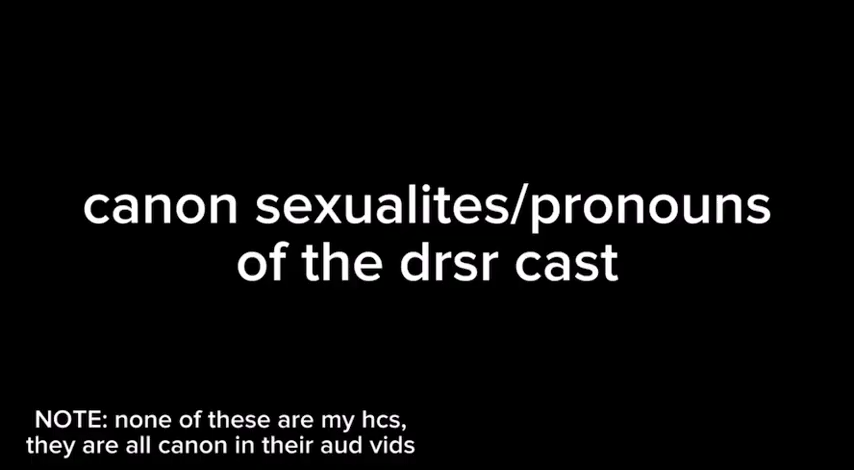 canon sexualites/pronouns
of the drsr cast
NOTE: none of these are my hcs,
they are all canon in their aud vids